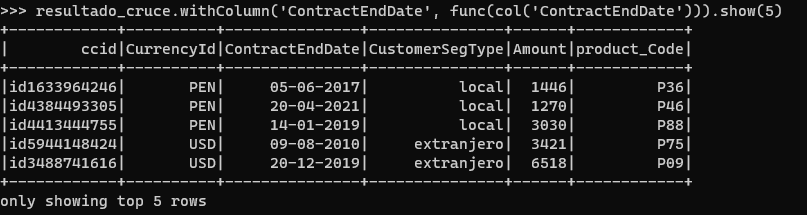 >>> resultado_cruce.withColumn('ContractEndDate', func(col('ContractEndDate'))).show(5)
+------------+----------+---------------+---------------+------+------------+
|        ccid|CurrencyId|ContractEndDate|CustomerSegType|Amount|product_Code|
+------------+----------+---------------+---------------+------+------------+
|id1633964246|       PEN|     05-06-2017|          local|  1446|         P36|
|id4384493305|       PEN|     20-04-2021|          local|  1270|         P46|
|id4413444755|       PEN|     14-01-2019|          local|  3030|         P88|
|id5944148424|       USD|     09-08-2010|     extranjero|  3421|         P75|
|id3488741616|       USD|     20-12-2019|     extranjero|  6518|         P09|
+------------+----------+---------------+---------------+------+------------+
only showing top 5 rows